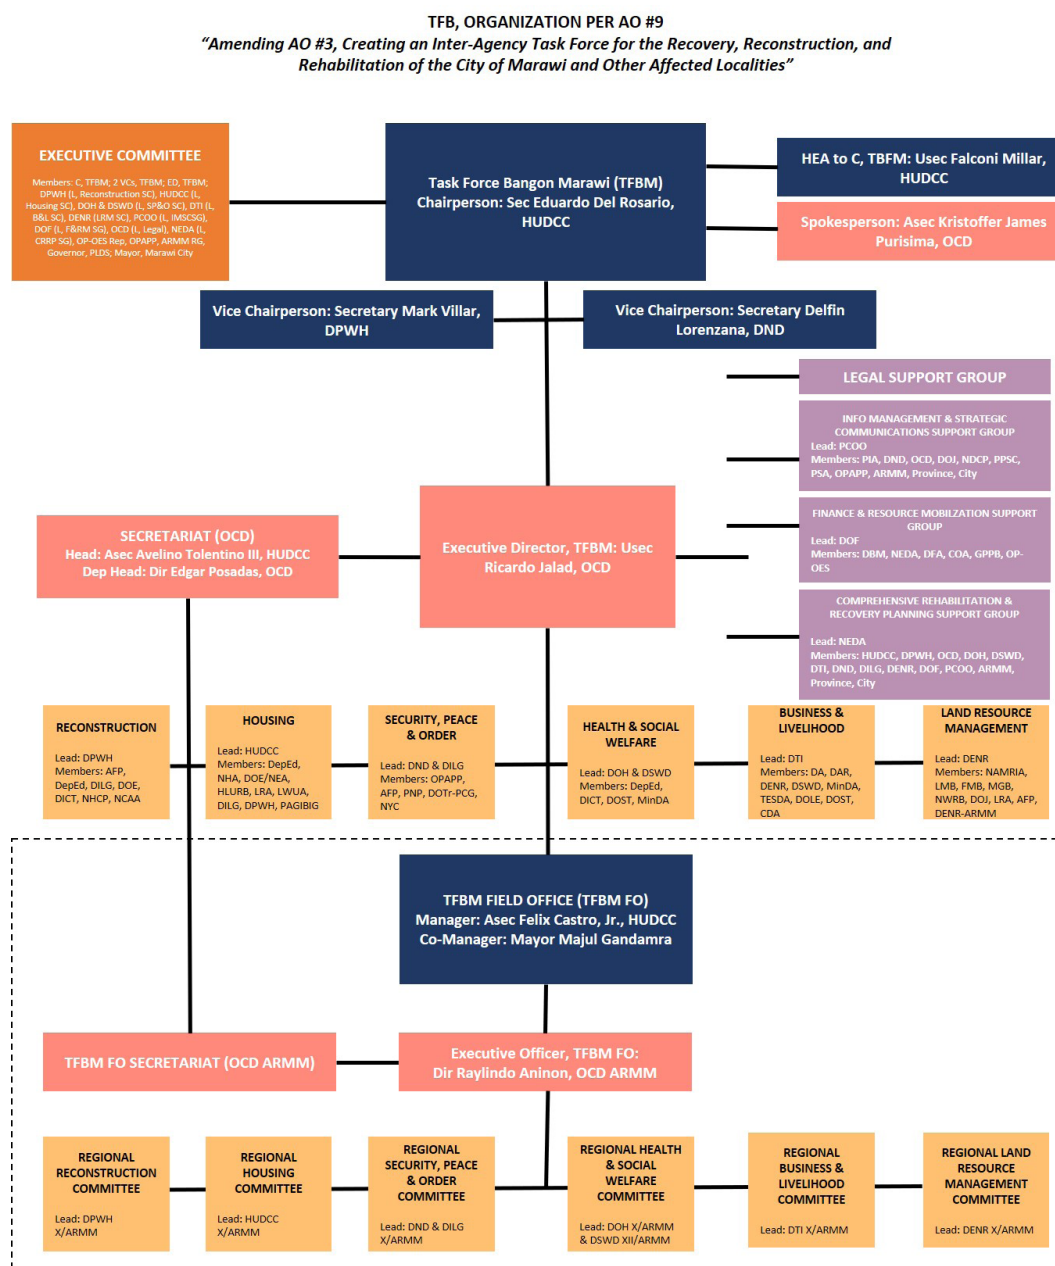 TFB, ORGANIZATION PER AO #9
“Amending AO #3, Creating an Inter-Agency Task Force for the Recovery, Reconstruction, and
Rehabilitation of the City of Marawi and Other Affected Localities”
EXECUTIVE COMMITTEE
Members: C, TFBM; 2 VCs, TFBM; ED, TFBM;
DPWH (L, Reconstruction SC), HUDCC (L,
Housing SC), DOH & DSWD (L, SP&O SC), DTI (L,
B&L SC), DENR (LRM SC), PCOO (L, IMSCSG),
DOF (L, F&RM SG), OCD (L, Legal), NEDA (L,
CRRP SG), OP-OES Rep, OPAPP, ARMM RG,
Governor, PLDS; Mayor, Marawi City
Task Force Bangon Marawi (TFBM)
Chairperson: Sec Eduardo Del Rosario,
HUDCC
HEA to C, TBFM: Usec Falconi Millar,
HUDCC
Spokesperson: Asec Kristoffer James
Purisima, OCD
Vice Chairperson: Secretary Mark Villar,
DPWH
Vice Chairperson: Secretary Delfin
Lorenzana, DND
LEGAL SUPPORT GROUP
INFO MANAGEMENT & STRATEGIC
COMMUNICATIONS SUPPORT GROUP
Lead: PCOO
Members: PIA, DND, OCD, DOJ, NDCP, PPSC,
PSA, OPAPP, ARMM, Province, City
FINANCE & RESOURCE MOBILZATION SUPPORT
GROUP
Lead: DOF
Members: DBM, NEDA, DFA, COA, GPPB, OP-
OES
COMPREHENSIVE REHABILITATION &
RECOVERY PLANNING SUPPORT GROUP
Lead: NEDA
Members: HUDCC, DPWH, OCD, DOH, DSWD,
DTI, DND, DILG, DENR, DOF, PCOO, ARMM,
Province, City
SECRETARIAT (OCD)
Head: Asec Avelino Tolentino III, HUDCC
Dep Head: Dir Edgar Posadas, OCD
Executive Director, TFBM: Usec
Ricardo Jalad, OCD
RECONSTRUCTION
Lead: DPWH
Members: AFP,
DepEd, DILG, DOE,
DICT, NHCP, NCAA
HOUSING
Lead: HUDCC
Members: DepEd,
NHA, DOE/NEA,
HLURB, LRA, LWUA,
DILG, DPWH, PAGIBIG
SECURITY, PEACE
& ORDER
Lead: DND & DILG
Members: OPAPP,
AFP, PNP, DOTr-PCG,
NYC
HEALTH & SOCIAL
WELFARE
Lead: DOH & DSWD
Members: DepEd,
DICT, DOST, MinDA
BUSINESS &
LIVELIHOOD
Lead: DTI
Members: DA, DAR,
DENR, DSWD, MinDA,
TESDA, DOLE, DOST,
CDA
LAND RESOURCE
MANAGEMENT
Lead: DENR
Members: NAMRIA,
LMB, FMB, MGB,
NWRB, DOJ, LRA, AFP,
DENR-ARMM
TFBM FIELD OFFICE (TFBM FO)
Manager: Asec Felix Castro, Jr., HUDCC
Co-Manager: Mayor Majul Gandamra
TFBM FO SECRETARIAT (OCD ARMM)
Executive Officer, TFBM FO:
Dir Raylindo Aninon, OCD ARMM
REGIONAL
RECONSTRUCTION
COMMITTEE
Lead: DPWH
X/ARMM
REGIONAL
HOUSING
COMMITTEE
Lead: HUDCC
X/ARMM
REGIONAL
SECURITY, PEACE
& ORDER
COMMITTEE
Lead: DND & DILG
X/ARMM
REGIONAL HEALTH
& SOCIAL
WELFARE
COMMITTEE
Lead: DOH X/ARMM
& DSWD XII/ARMM
REGIONAL
BUSINESS &
LIVELIHOOD
COMMITTEE
Lead: DTI X/ARMM
REGIONAL LAND
RESOURCE
MANAGEMENT
COMMITTEE
Lead: DENR X/ARMM